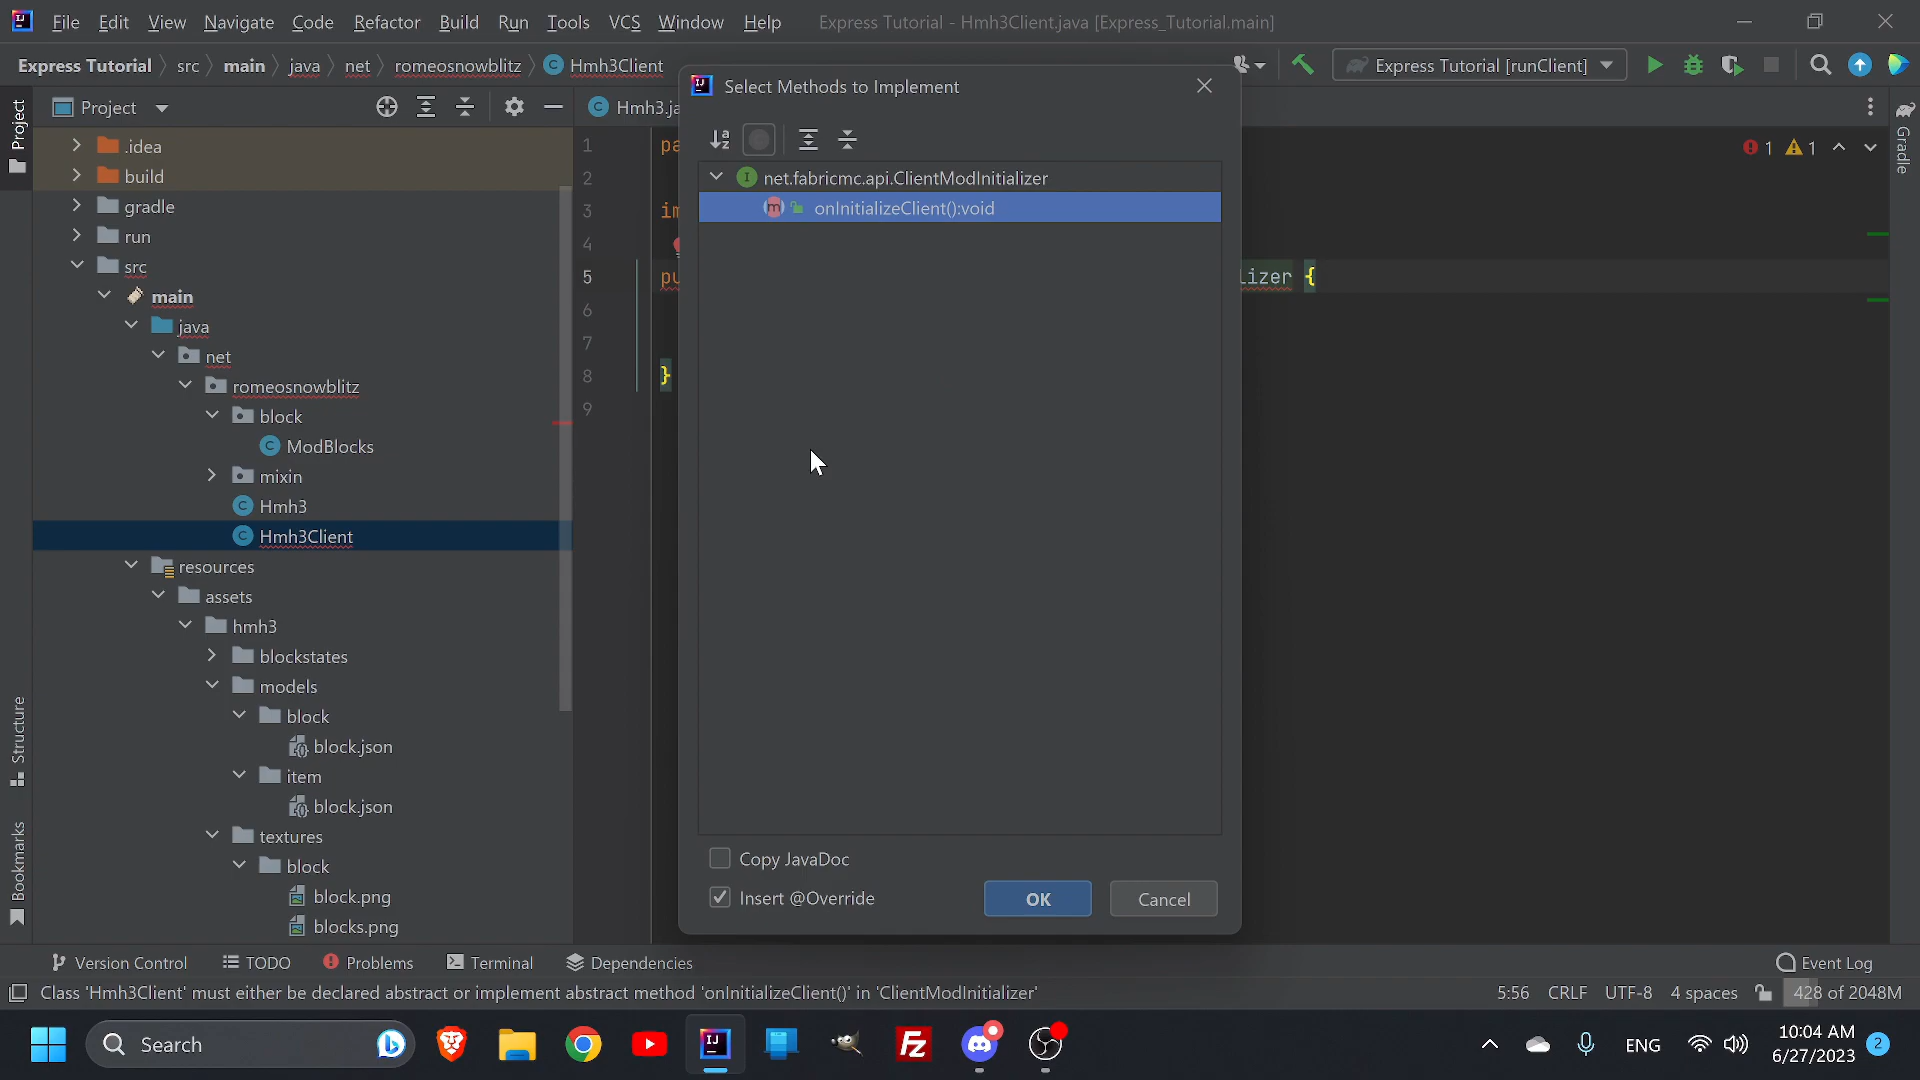 File Edit View Navigate Code Refactor Build Run Tools VCS Window Help Express Tutorial - Hmh3Client.java [Express_Tutorial.main]
Express Tutorial src main java net romeosnowblitz Hmh3Client Express Tutorial [runClient]
Project
Project
Hmh3.ja
Gradle
Select Methods to Implement
net.fabricmc.api.ClientModInitializer
onInitializeClient():void
Copy JavaDoc
Insert @Override
OK
Cancel
.idea
build
gradle
run
src
main
java
net
romeosnowblitz
block
ModBlocks
mixin
Hmh3
Hmh3Client
resources
assets
hmh3
blockstates
models
block
block.json
item
block.json
textures
block
block.png
blocks.png
1 pa
2
3 im
4
5 pu lizer {
6
7
8 }
9
1 1
Structure
Bookmarks
Version Control TODO Problems Terminal Dependencies Event Log
Class 'Hmh3Client' must either be declared abstract or implement abstract method 'onInitializeClient()' in 'ClientModInitializer' 5:56 CRLF UTF-8 4 spaces 428 of 2048M
Search
ENG
10:04 AM
6/27/2023
2